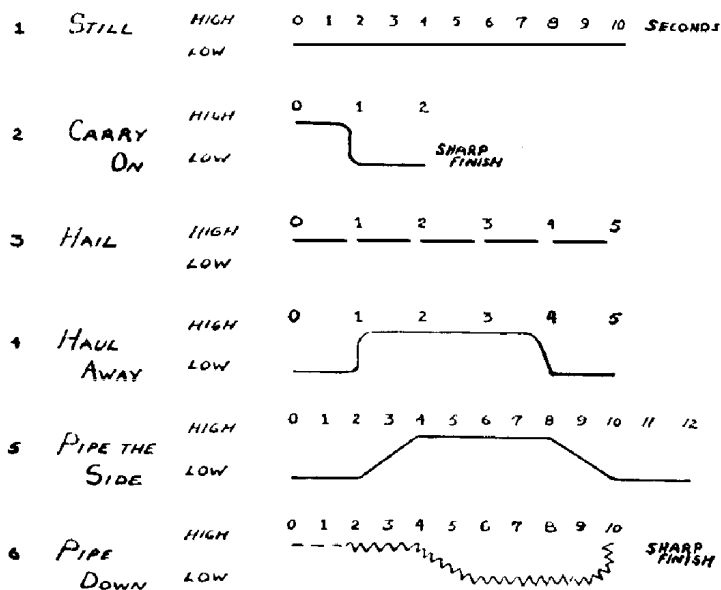 1 STILL HIGH 0 1 2 3 4 5 6 7 8 9 10 SECONDS
LOW
2 CARRY HIGH 0 1 2
ON LOW SHARP
FINISH
3 HAIL HIGH 0 1 2 3 4 5
LOW
4 HAUL HIGH 0 1 2 3 4 5
AWAY LOW
5 PIPE THE HIGH 0 1 2 3 4 5 6 7 8 9 10 11 12
SIDE LOW
6 PIPE HIGH 0 1 2 3 4 5 6 7 8 9 10 SHARP
DOWN LOW FINISH